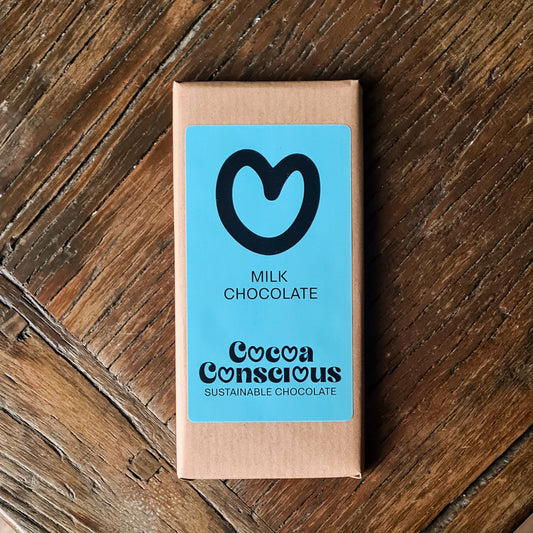 MILK
CHOCOLATE
Cocoa
Conscious
SUSTAINABLE CHOCOLATE